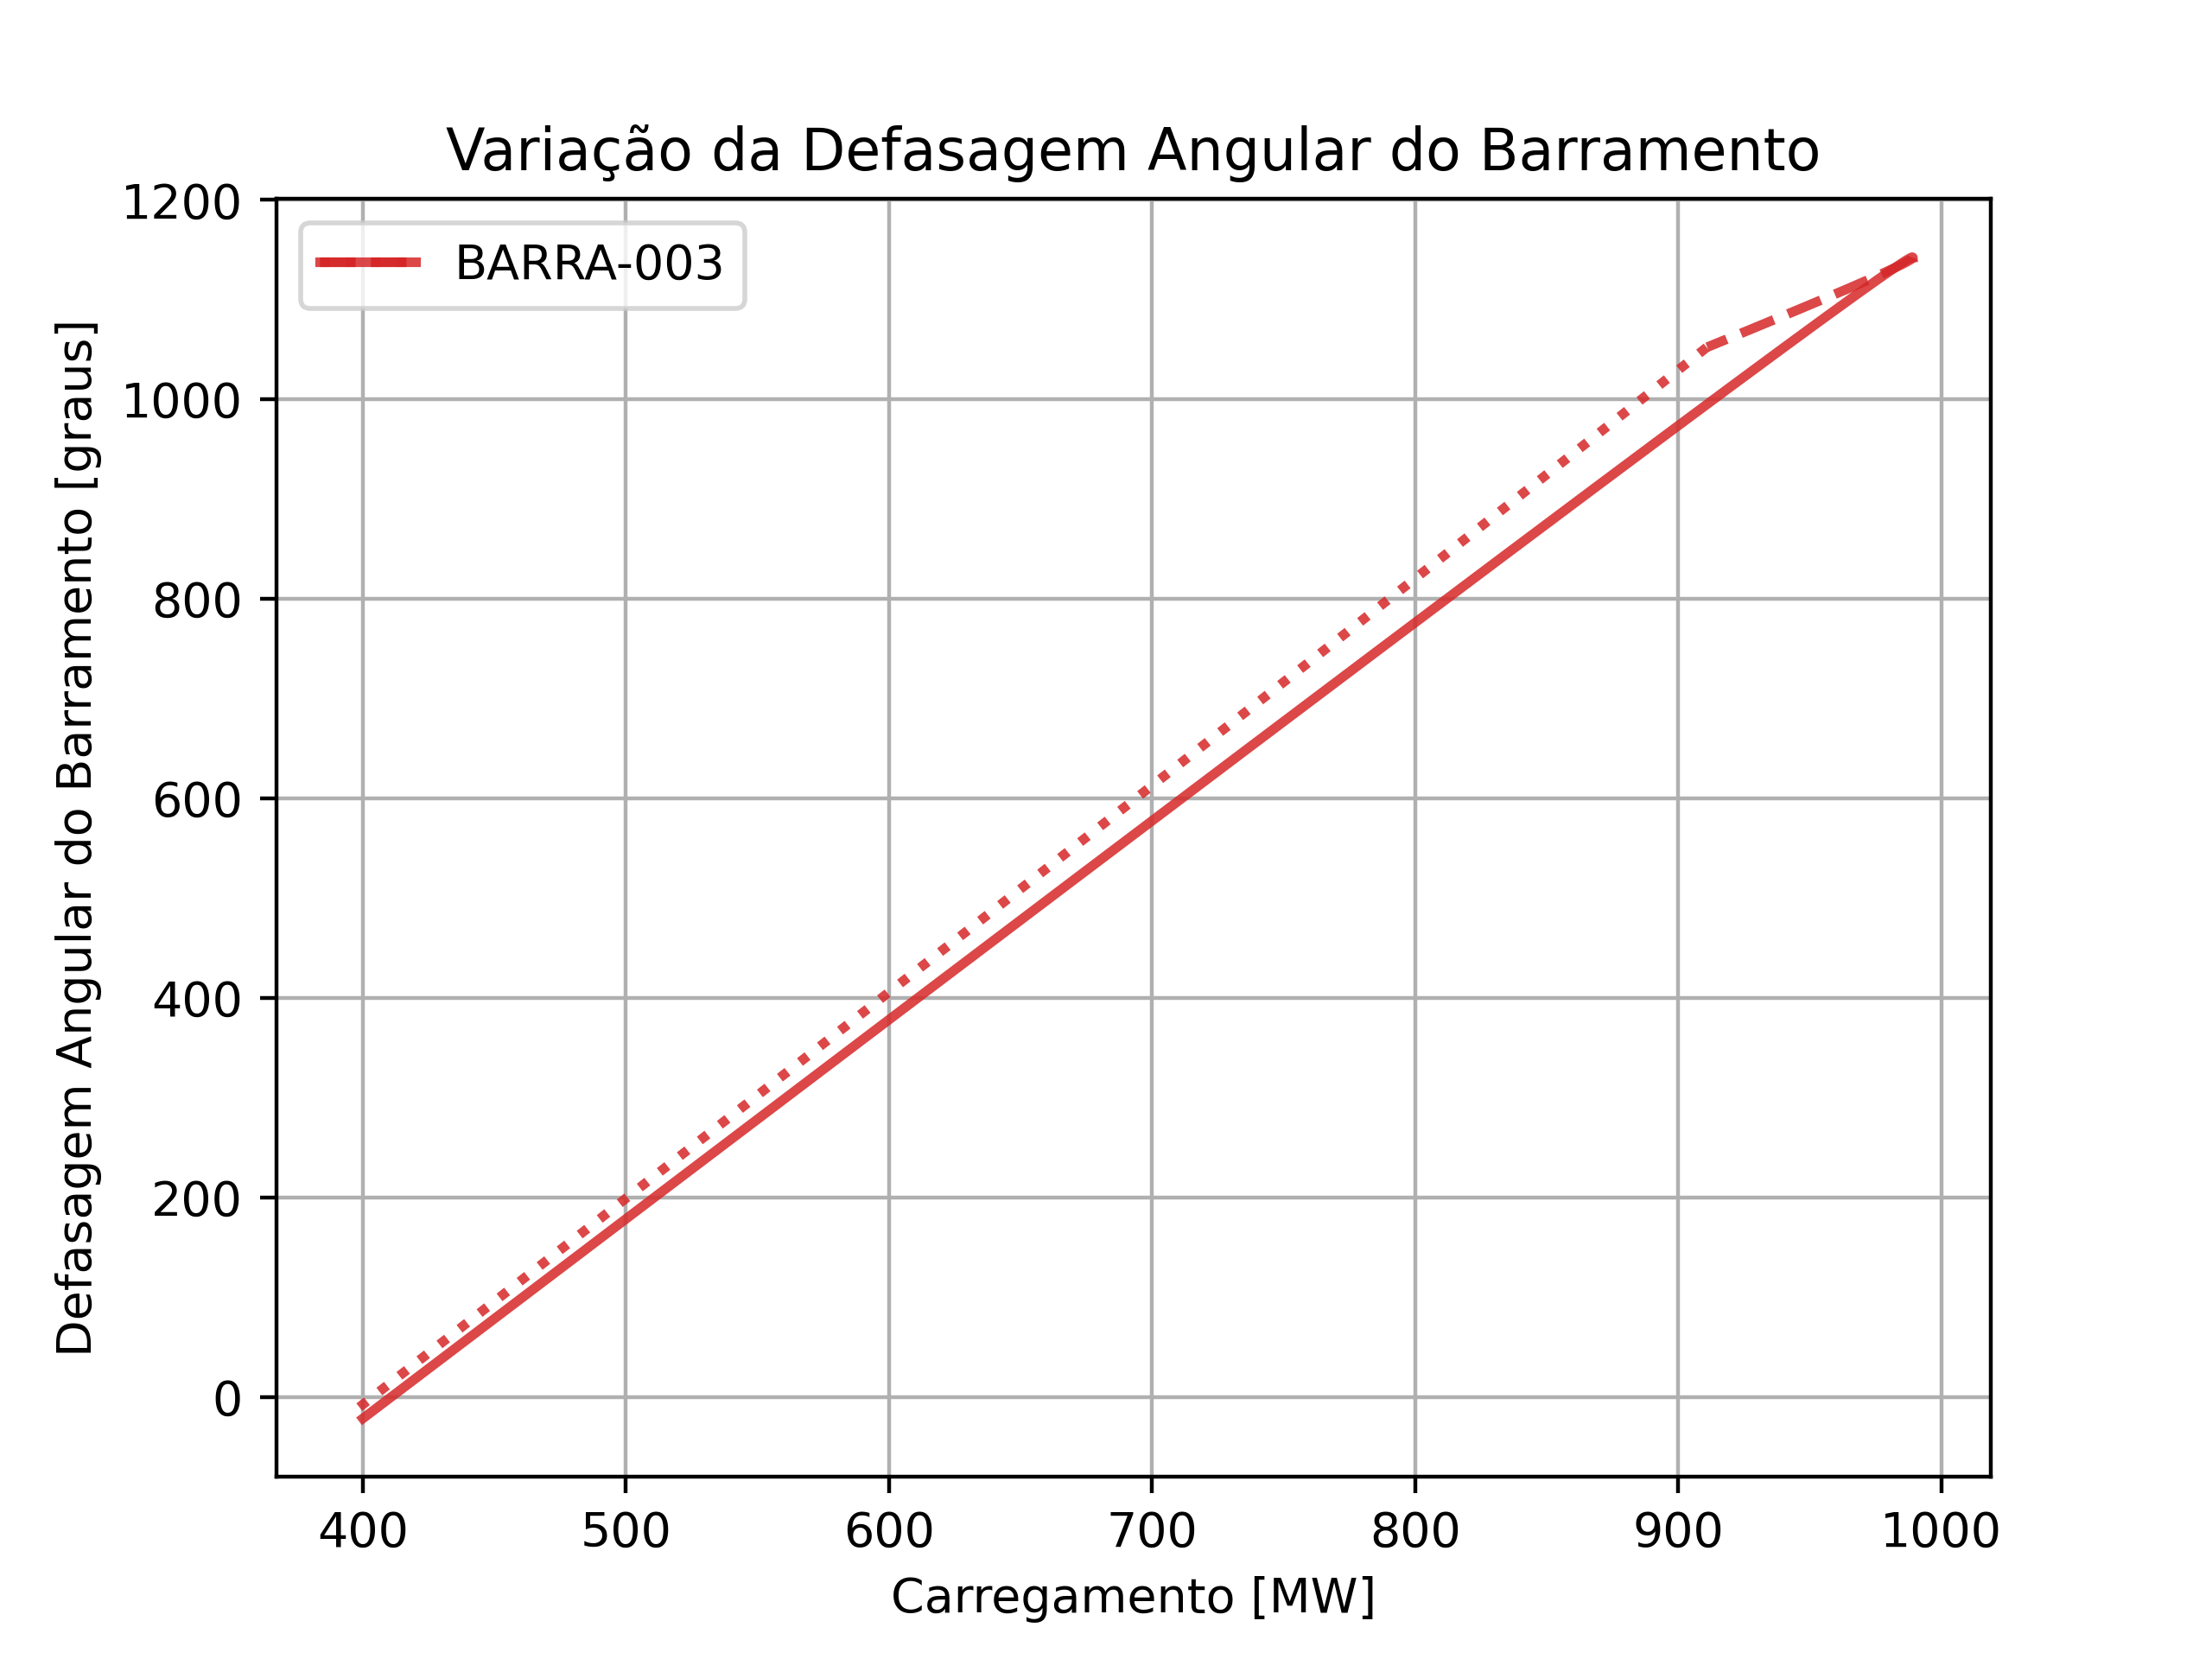 Variação da Defasagem Angular do Barramento
BARRA-003
Defasagem Angular do Barramento [graus]
1200
1000
800
600
400
200
0
400 500 600 700 800 900 1000
Carregamento [MW]